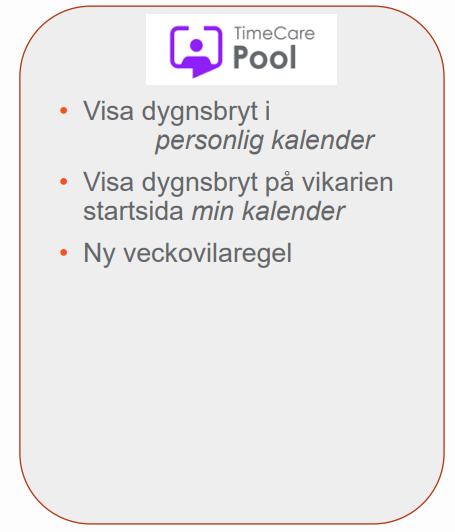 TimeCare
Pool
• Visa dygnsbryt i
personlig kalender
• Visa dygnsbryt på vikarien
startsida min kalender
• Ny veckovilaregel